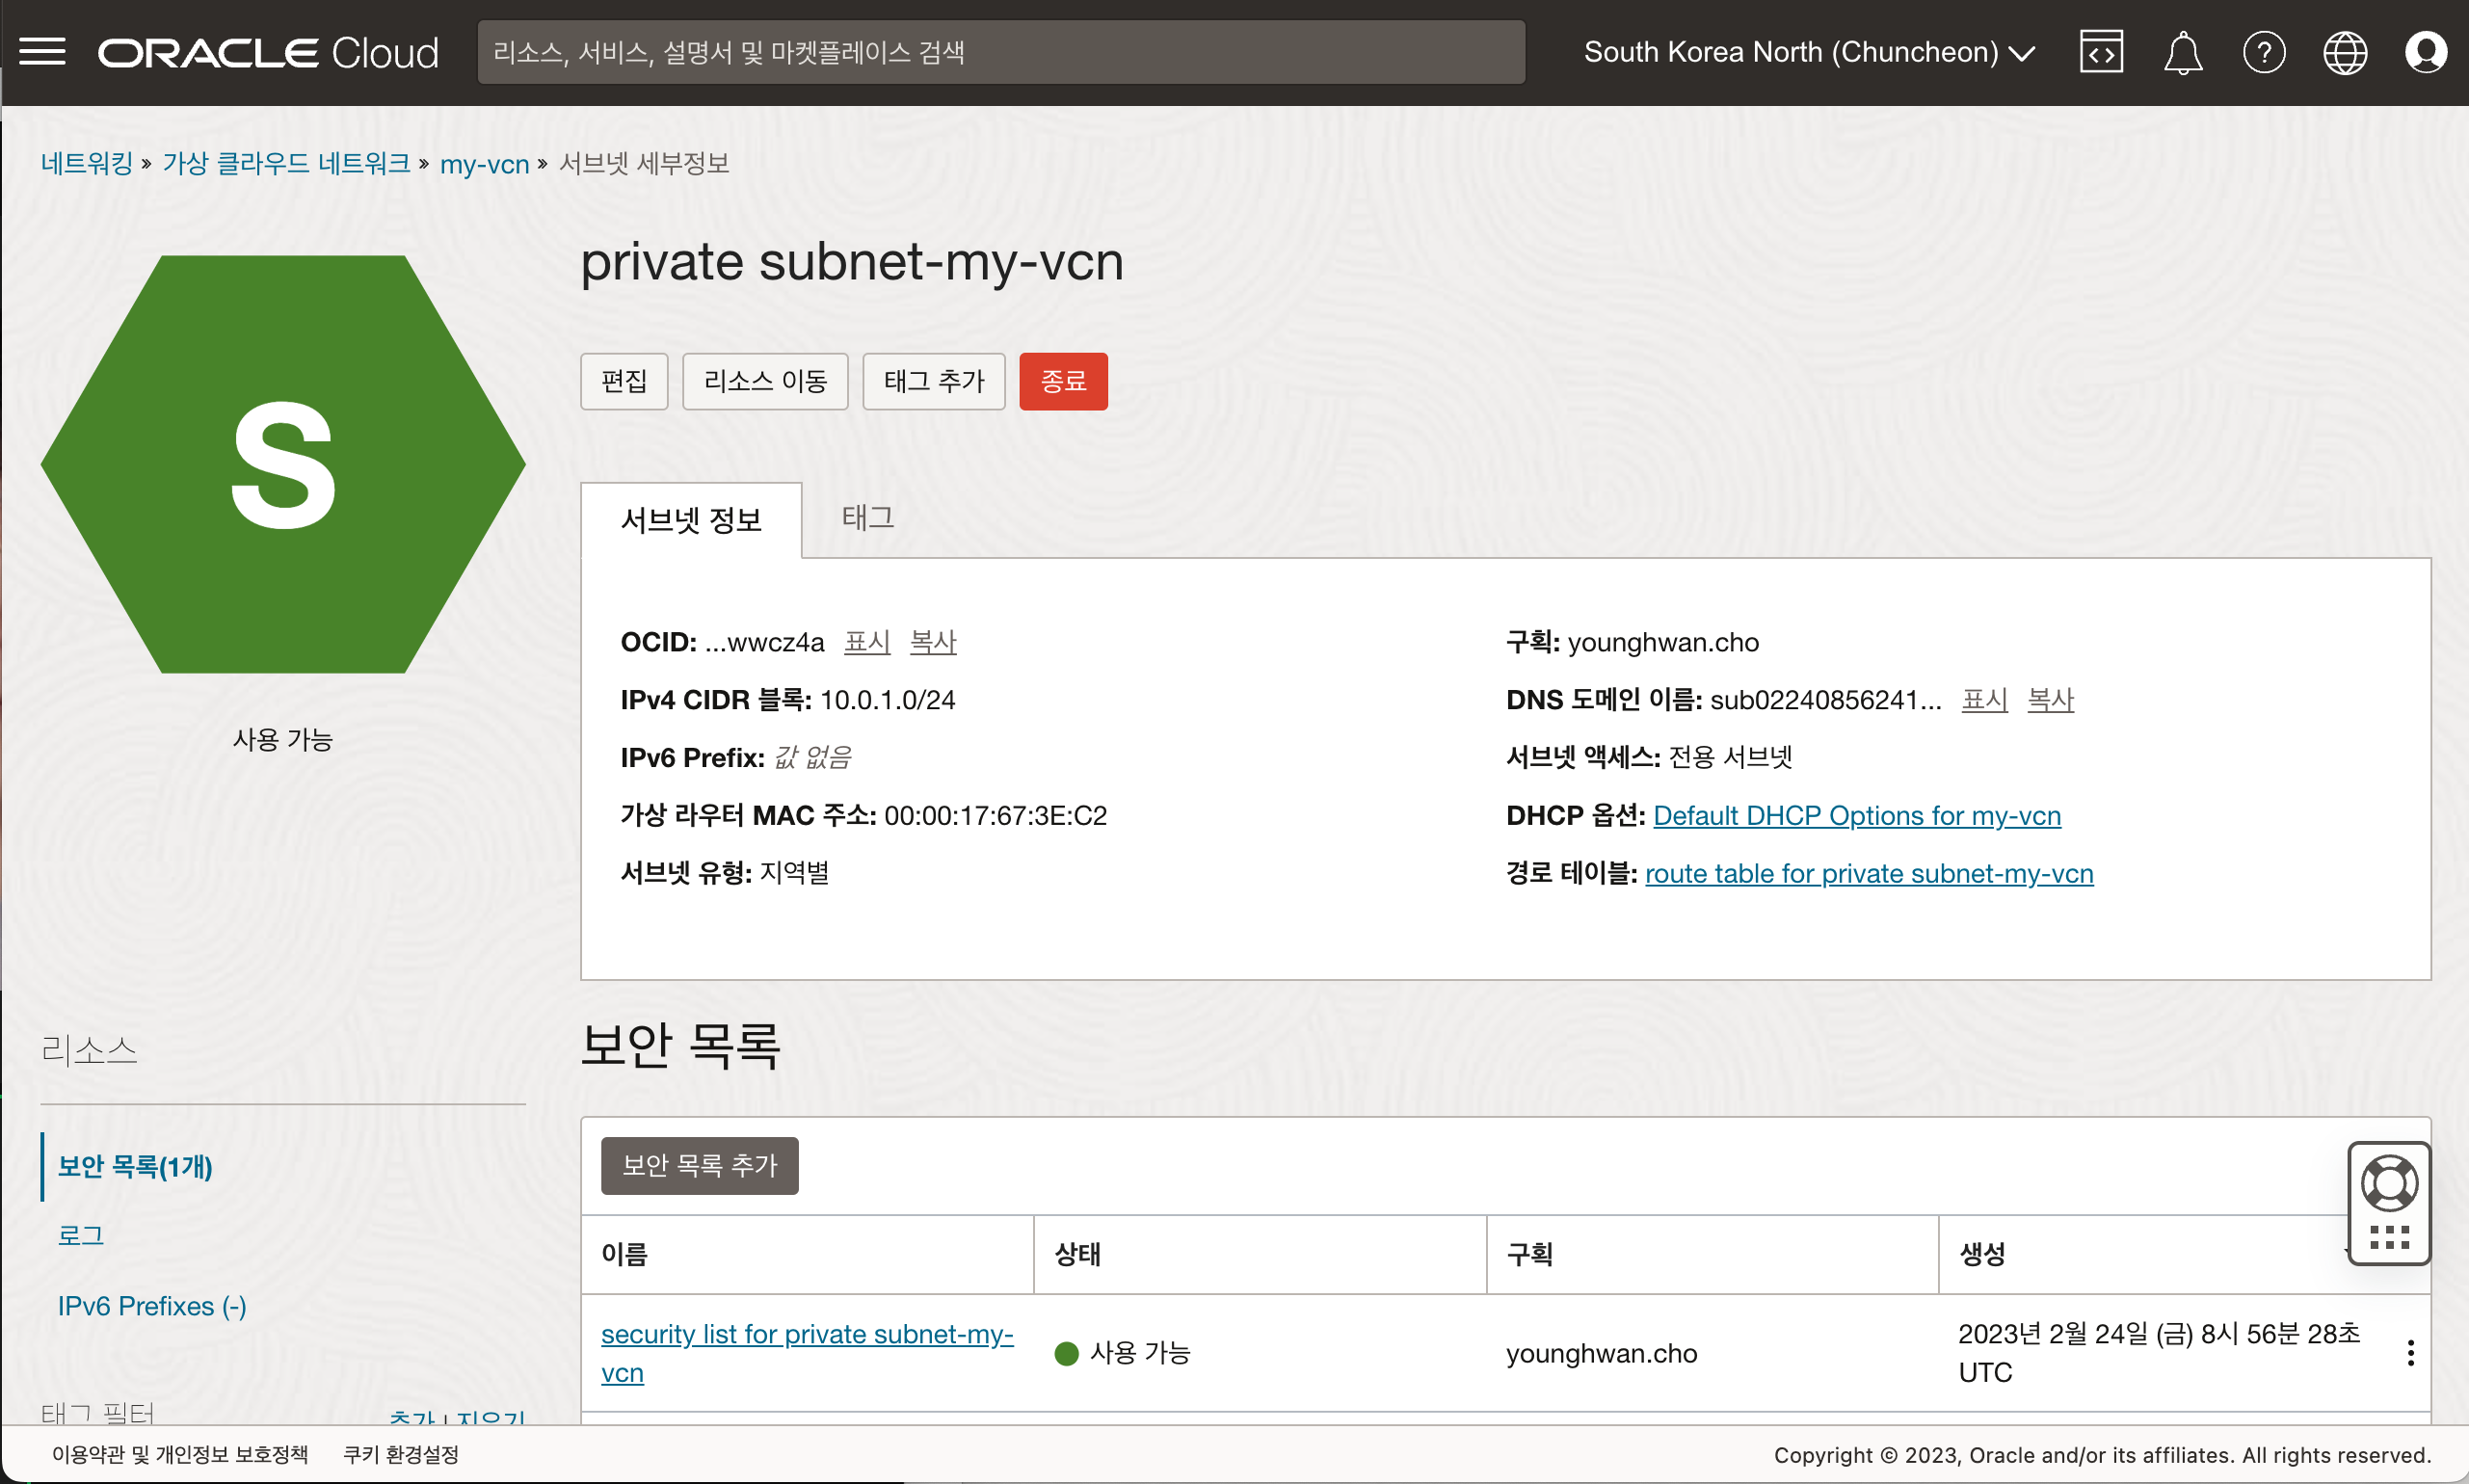 ORACLE Cloud
리소스, 서비스, 설명서 및 마켓플레이스 검색
South Korea North (Chuncheon)
네트워킹 » 가상 클라우드 네트워크 » my-vcn » 서브넷 세부정보
S
사용 가능
private subnet-my-vcn
편집 리소스 이동 태그 추가 종료
서브넷 정보 태그
OCID: ...wwcz4a 표시 복사
IPv4 CIDR 블록: 10.0.1.0/24
IPv6 Prefix: 값 없음
가상 라우터 MAC 주소: 00:00:17:67:3E:C2
서브넷 유형: 지역별
구획: younghwan.cho
DNS 도메인 이름: sub02240856241... 표시 복사
서브넷 액세스: 전용 서브넷
DHCP 옵션: Default DHCP Options for my-vcn
경로 테이블: route table for private subnet-my-vcn
리소스
보안 목록(1개)
로그
IPv6 Prefixes (-)
태그 필터 추가 | 지우기
보안 목록
보안 목록 추가
이름 상태 구획 생성
security list for private subnet-my-
vcn
사용 가능
younghwan.cho
2023년 2월 24일 (금) 8시 56분 28초
UTC
이용약관 및 개인정보 보호정책 쿠키 환경설정
Copyright © 2023, Oracle and/or its affiliates. All rights reserved.